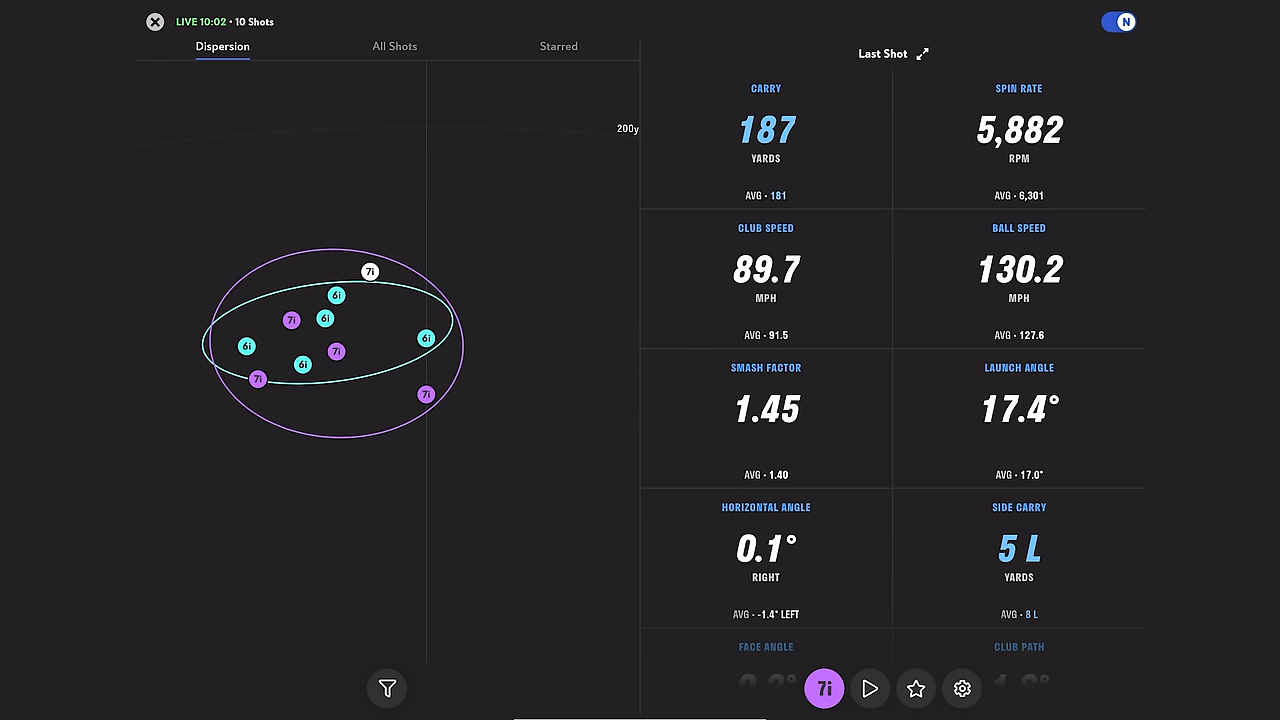 LIVE 10:02 • 10 Shots
N
Dispersion
All Shots
Starred
Last Shot
200y
7i
6i
7i
6i
6i
6i
7i
6i
7i
7i
CARRY
187
YARDS
AVG • 181
SPIN RATE
5,882
RPM
AVG • 6,301
CLUB SPEED
89.7
MPH
AVG • 91.5
BALL SPEED
130.2
MPH
AVG • 127.6
SMASH FACTOR
1.45
AVG • 1.40
LAUNCH ANGLE
17.4°
AVG • 17.0°
HORIZONTAL ANGLE
0.1°
RIGHT
AVG • -1.4° LEFT
SIDE CARRY
5 L
YARDS
AVG • 8 L
FACE ANGLE
CLUB PATH
7i